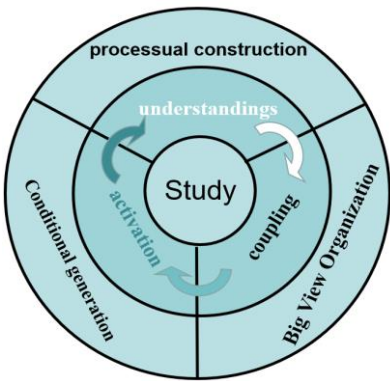 processual construction
understandings
Study
activation
coupling
Conditional generation
Big View Organization